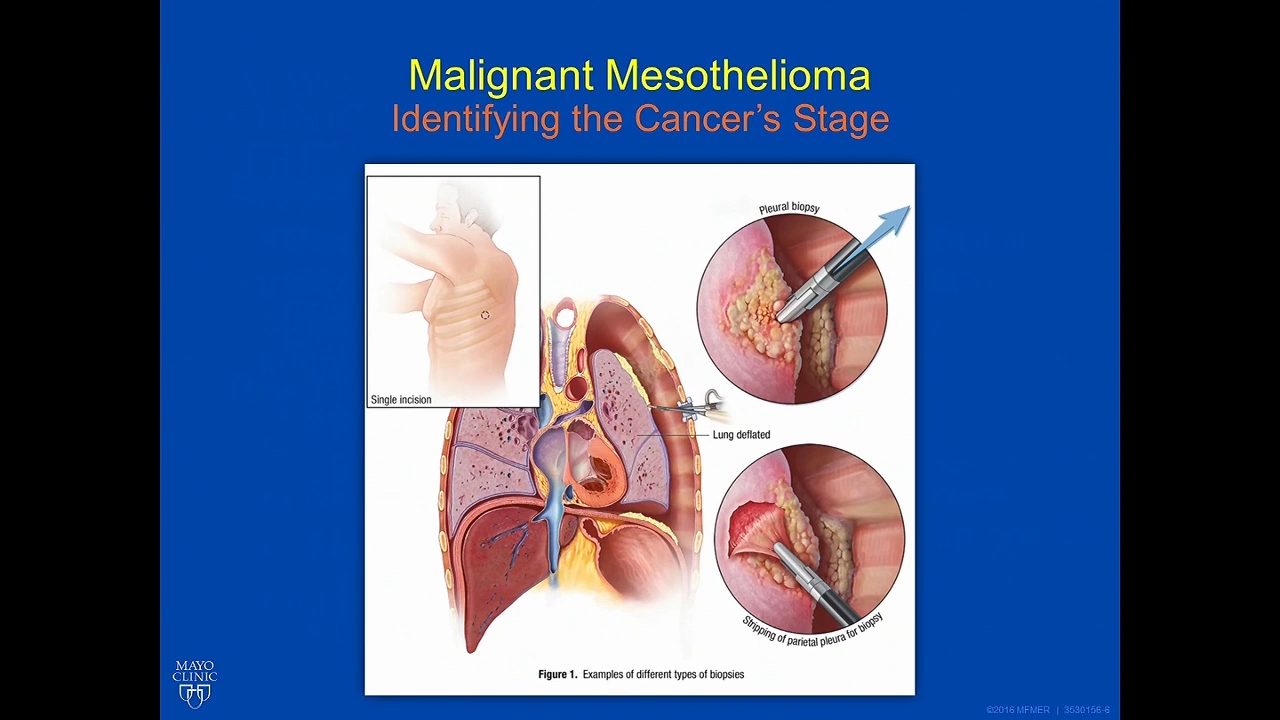 Malignant Mesothelioma
Identifying the Cancer's Stage
Single incision
Pleural biopsy
Lung deflated
Stripping of parietal pleura for biopsy
Figure 1. Examples of different types of biopsies
MAYO
CLINIC
©2016 MFMER | 3530156-6